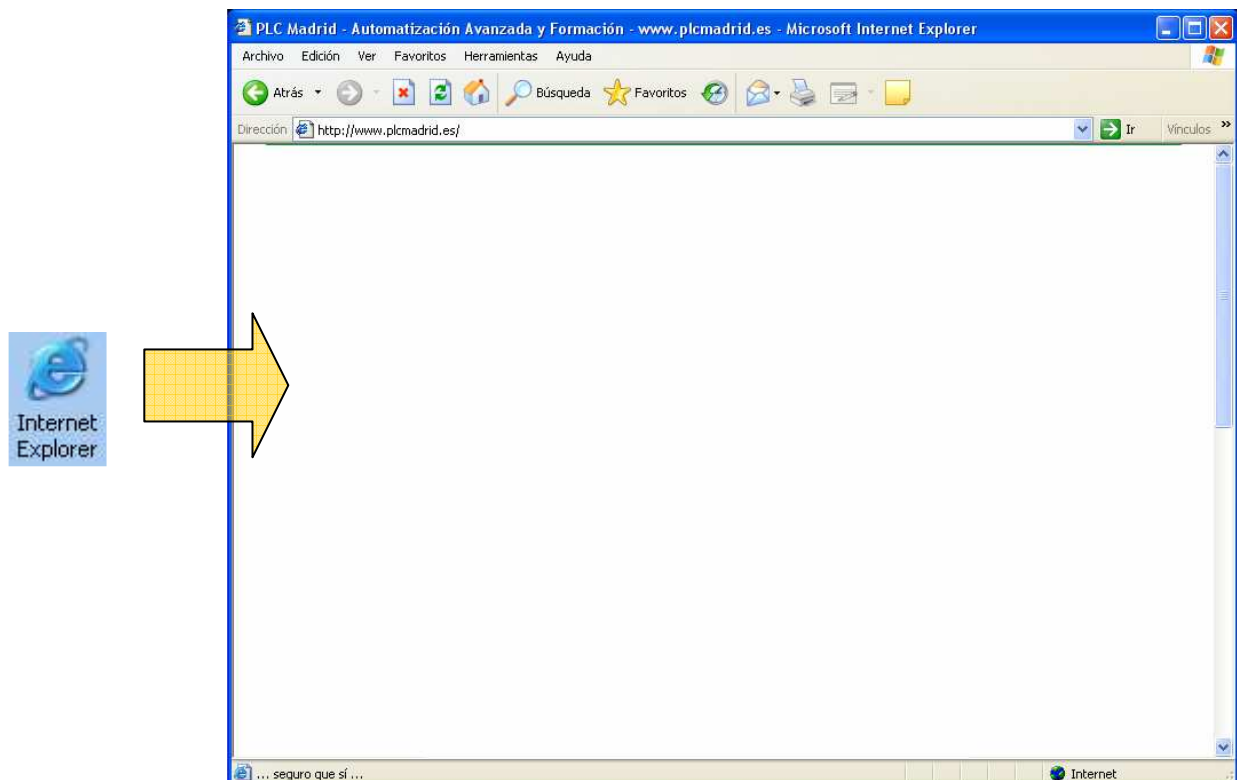 PLC Madrid - Automatización Avanzada y Formación - www.plcmadrid.es - Microsoft Internet Explorer
Archivo Edición Ver Favoritos Herramientas Ayuda
Atrás Búsqueda Favoritos
Dirección http://www.plcmadrid.es/ Ir Vínculos »
Internet
Explorer
... seguro que sí ... Internet